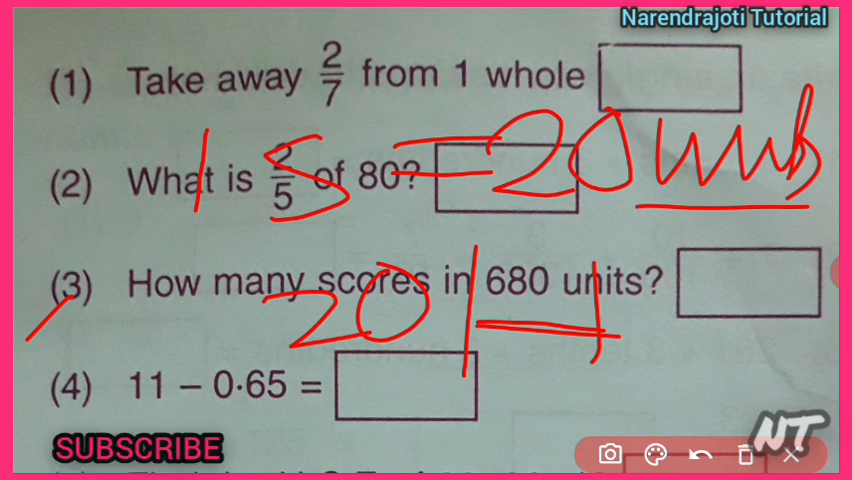 Narendrajoti Tutorial
(1) Take away 2/7 from 1 whole
(2) What is 2/5 of 80?
1 S = 20 units
(3) How many scores in 680 units?
20
(4) 11 – 0·65 =
SUBSCRIBE
NT